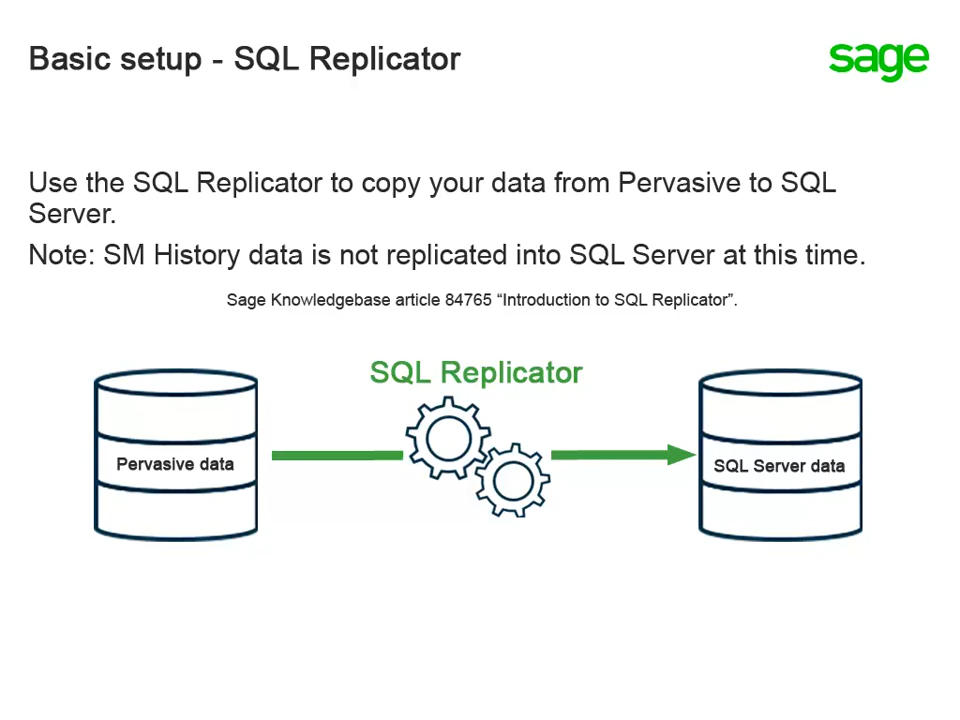 Basic setup - SQL Replicator
sage
Use the SQL Replicator to copy your data from Pervasive to SQL
Server.
Note: SM History data is not replicated into SQL Server at this time.
Sage Knowledgebase article 84765 “Introduction to SQL Replicator”.
SQL Replicator
Pervasive data
SQL Server data